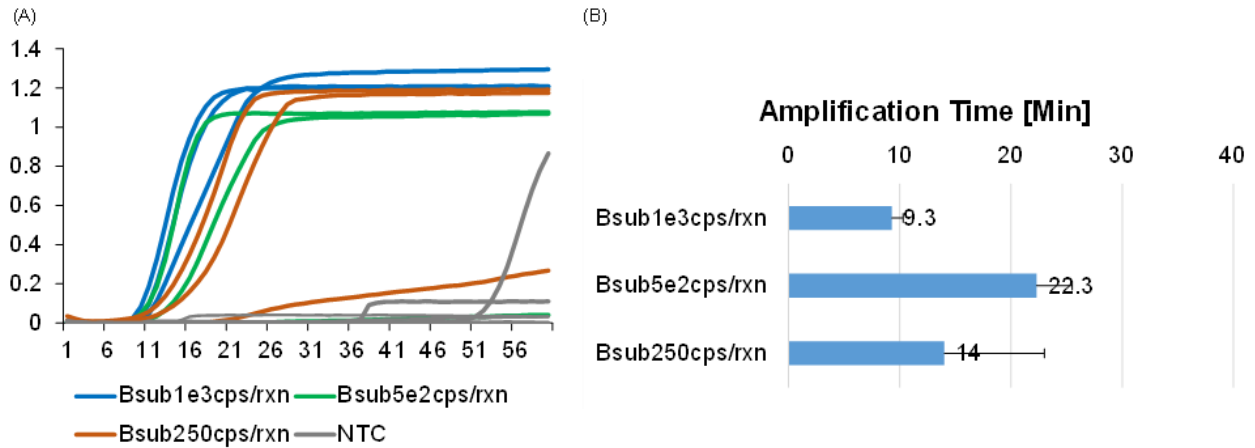 (A)
1.4
1.2
1
0.8
0.6
0.4
0.2
0
1 6 11 16 21 26 31 36 41 46 51 56
Bsub1e3cps/rxn Bsub5e2cps/rxn
Bsub250cps/rxn NTC
(B)
Amplification Time [Min]
0 10 20 30 40
Bsub1e3cps/rxn 9.3
Bsub5e2cps/rxn 22.3
Bsub250cps/rxn 14